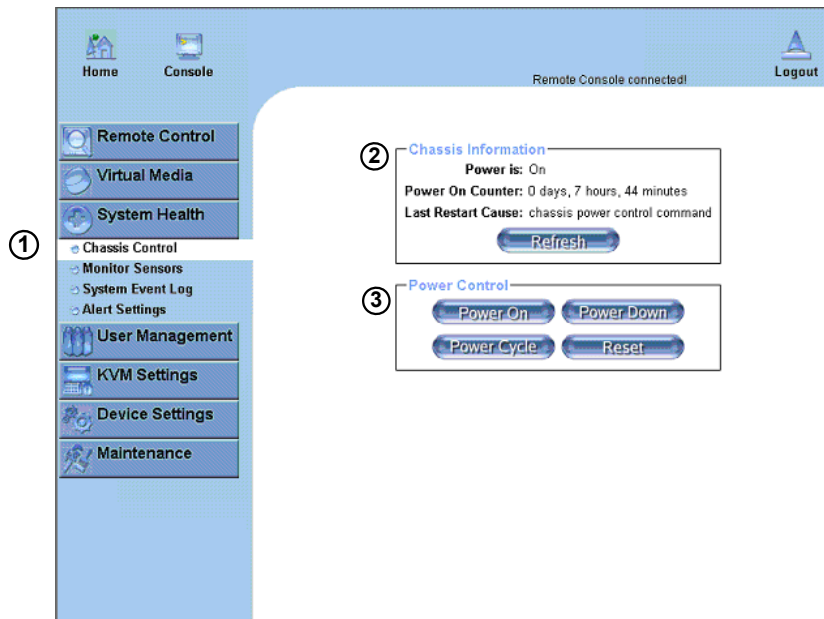 Home
Console
Remote Console connected!
Logout
Remote Control
Virtual Media
System Health
1
Chassis Control
Monitor Sensors
System Event Log
Alert Settings
User Management
KVM Settings
Device Settings
Maintenance
2
Chassis Information
Power is: On
Power On Counter: 0 days, 7 hours, 44 minutes
Last Restart Cause: chassis power control command
Refresh
3
Power Control
Power On
Power Down
Power Cycle
Reset